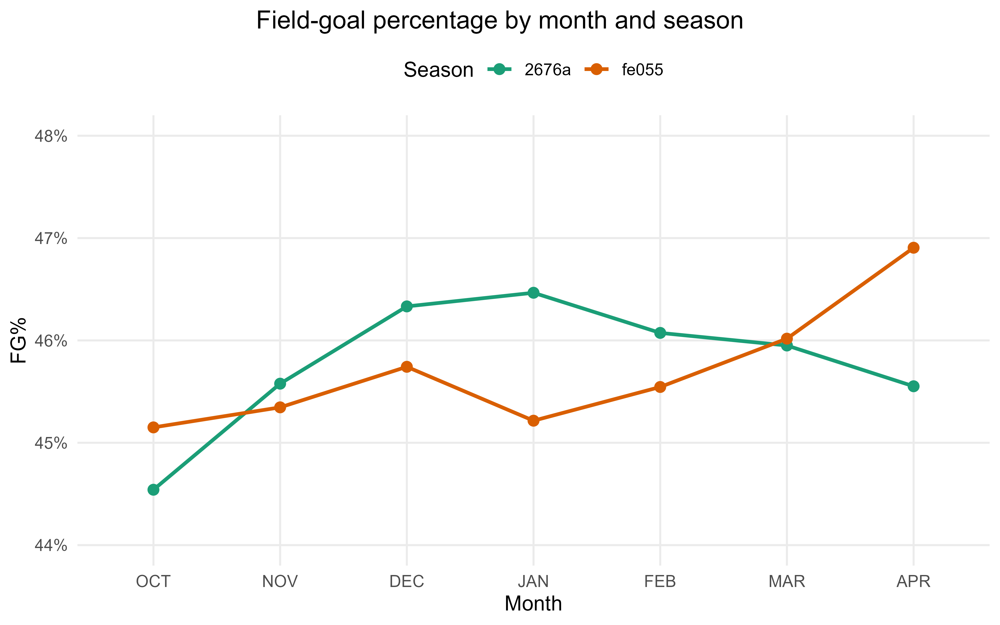 Field-goal percentage by month and season
Season 2676a fe055
48%
47%
46%
45%
44%
FG%
OCT NOV DEC JAN FEB MAR APR
Month